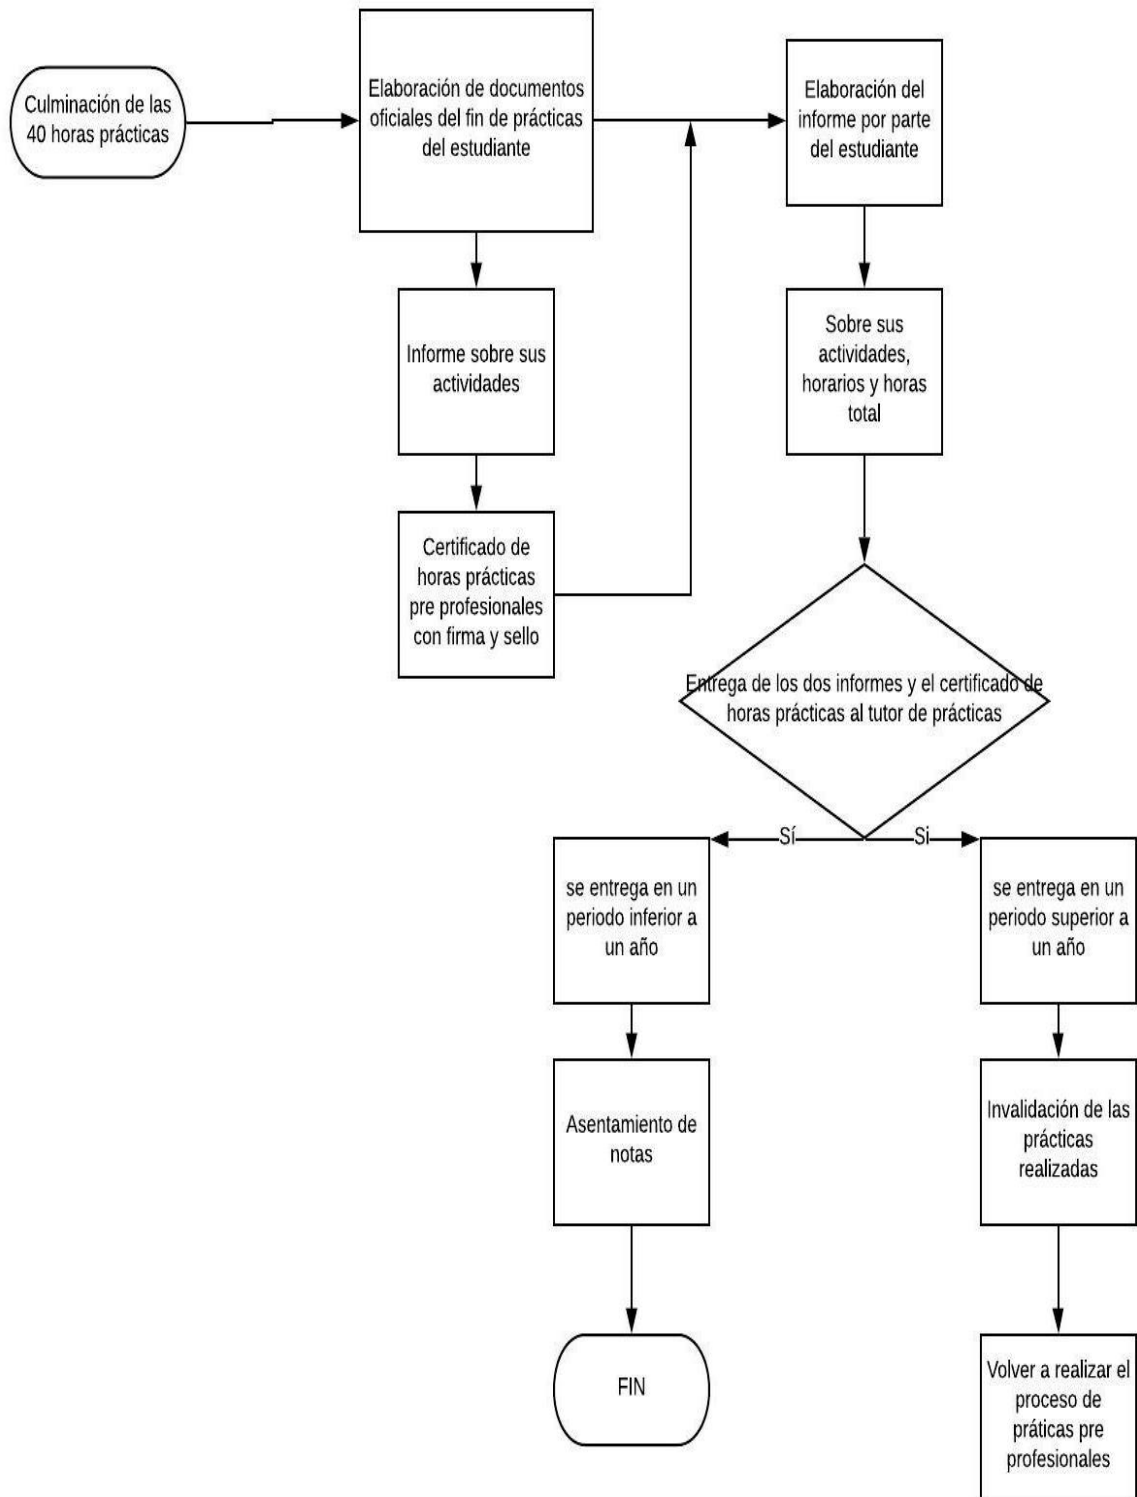 Culminación de las
40 horas prácticas
Elaboración de documentos
oficiales del fin de prácticas
del estudiante
Elaboración del
informe por parte
del estudiante
Informe sobre sus
actividades
Sobre sus
actividades,
horarios y horas
total
Certificado de
horas prácticas
pre profesionales
con firma y sello
Entrega de los dos informes y el certificado de
horas prácticas al tutor de prácticas
Sí
Si
se entrega en un
periodo inferior a
un año
se entrega en un
periodo superior a
un año
Asentamiento de
notas
Invalidación de las
prácticas
realizadas
FIN
Volver a realizar el
proceso de
práticas pre
profesionales